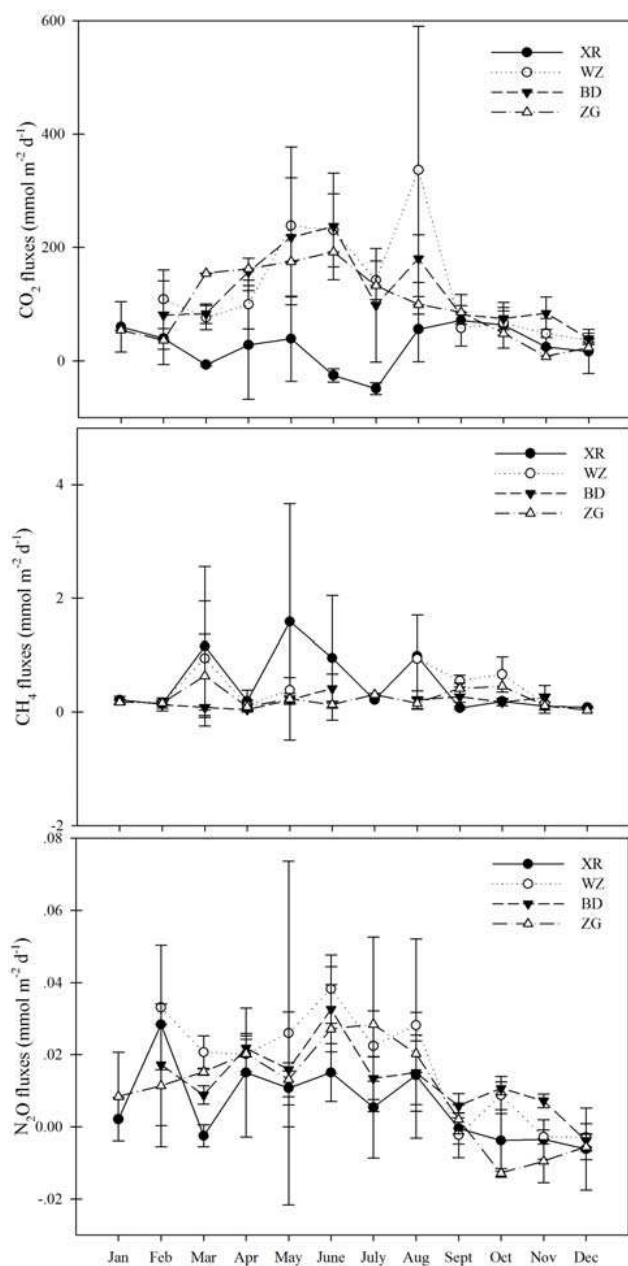 600
400
200
0
CO2 fluxes (mmol m-2 d-1)
XR
WZ
BD
ZG
4
2
0
-2
CH4 fluxes (mmol m-2 d-1)
XR
WZ
BD
ZG
.08
.06
.04
.02
0.00
-.02
N2O fluxes (mmol m-2 d-1)
XR
WZ
BD
ZG
Jan Feb Mar Apr May June July Aug Sept Oct Nov Dec